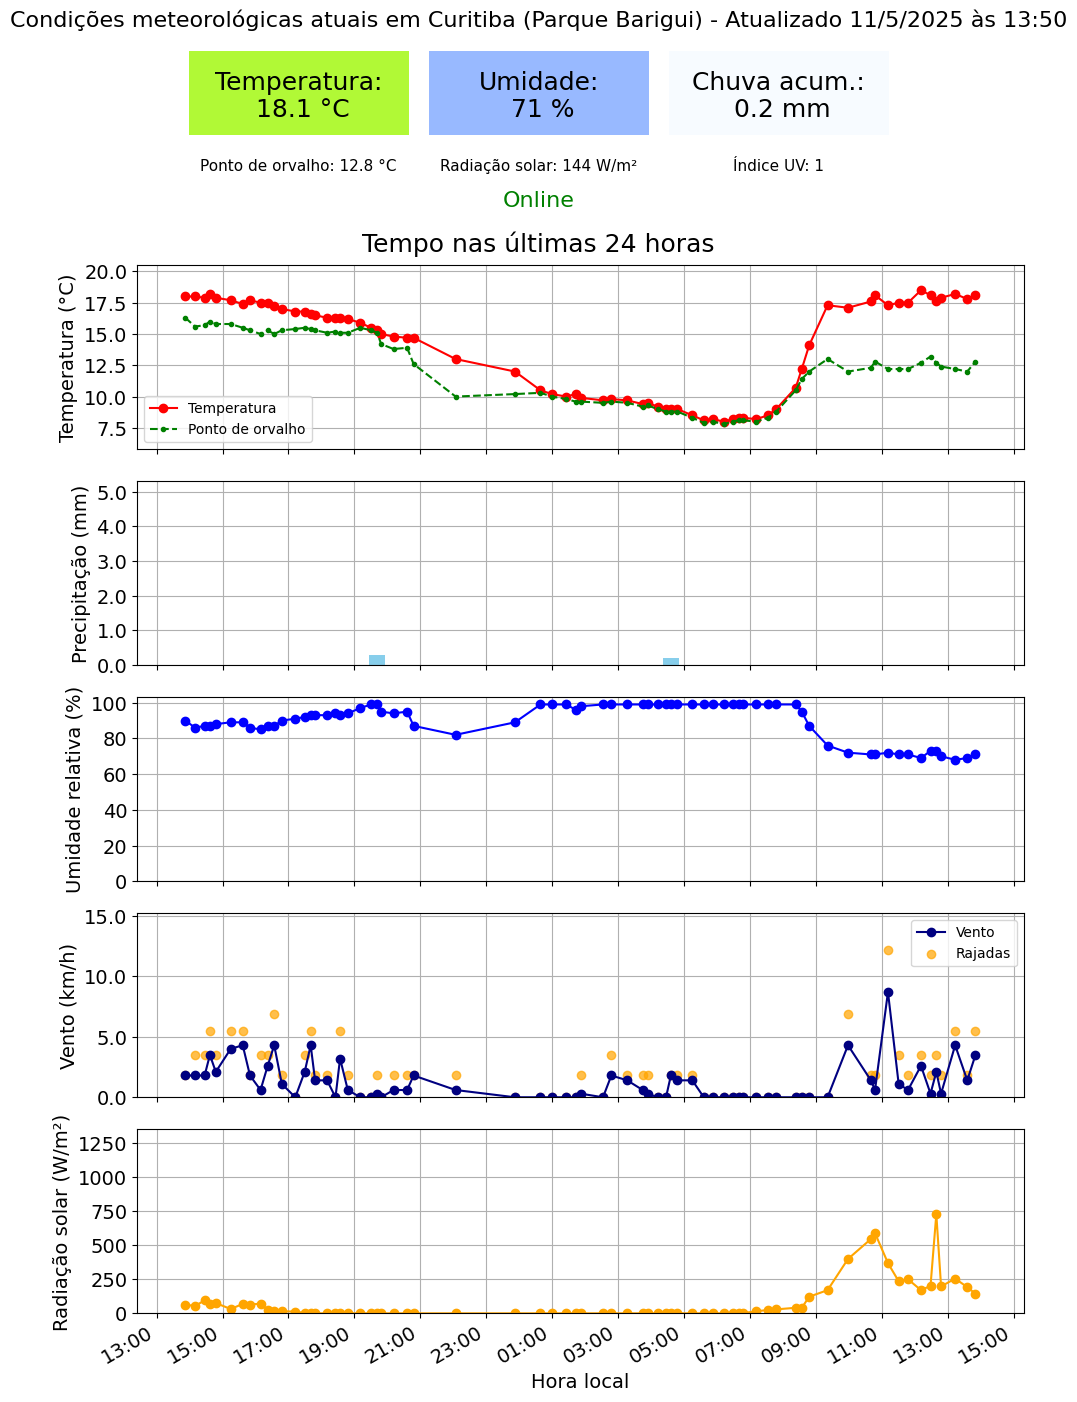 Condições meteorológicas atuais em Curitiba (Parque Barigui) - Atualizado 11/5/2025 às 13:50
Temperatura:
18.1 °C
Umidade:
71 %
Chuva acum.:
0.2 mm
Ponto de orvalho: 12.8 °C
Radiação solar: 144 W/m²
Índice UV: 1
Online
Tempo nas últimas 24 horas
Temperatura (°C)
20.0
17.5
15.0
12.5
10.0
7.5
Temperatura
Ponto de orvalho
Precipitação (mm)
5.0
4.0
3.0
2.0
1.0
0.0
Umidade relativa (%)
100
80
60
40
20
0
Vento (km/h)
15.0
10.0
5.0
0.0
Vento
Rajadas
Radiação solar (W/m²)
1250
1000
750
500
250
0
13:00
15:00
17:00
19:00
21:00
23:00
01:00
03:00
05:00
07:00
09:00
11:00
13:00
15:00
Hora local